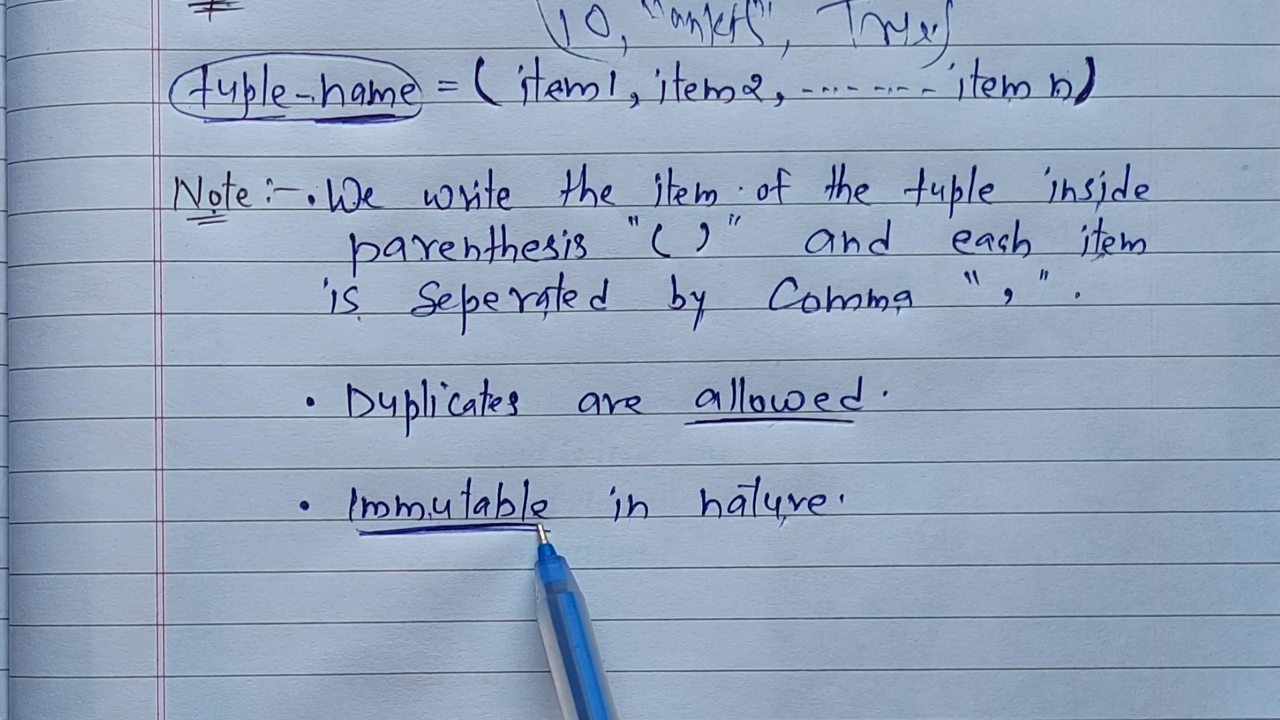 (10, "ankit", True)
tuple-name = ( item1, item2, ------- item n)
Note :- . We write the item of the tuple inside
parenthesis "( )" and each item
is Seperated by Comma " , ".
• Duplicates are allowed.
• Immutable in nature.